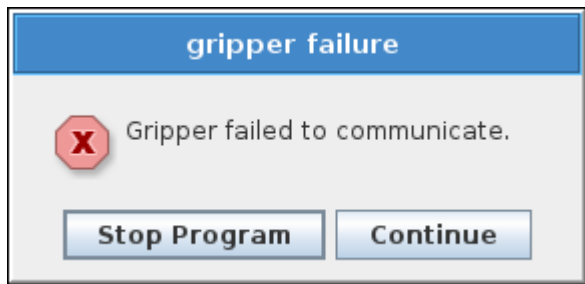 gripper failure
Gripper failed to communicate.
Stop Program
Continue